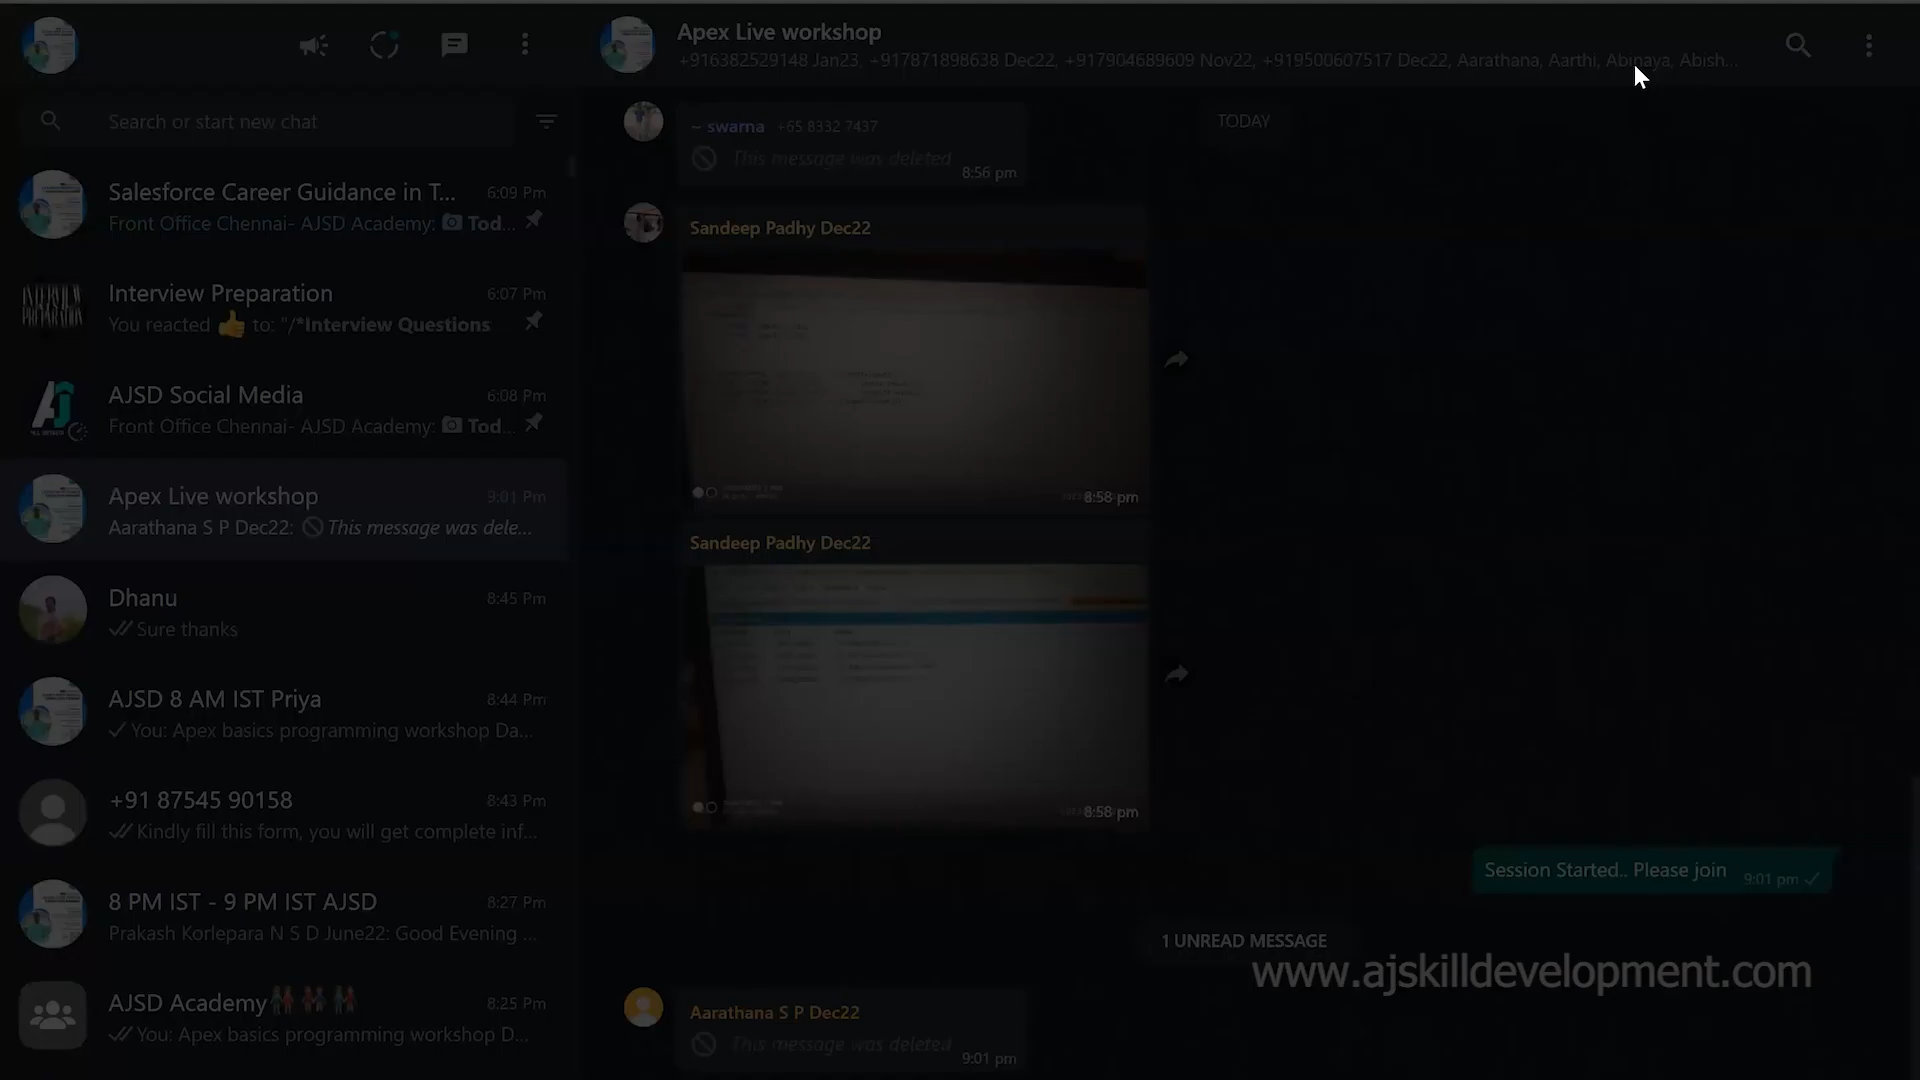 Apex Live workshop
+916382529148 Jan23, +917871898638 Dec22, +917904689609 Nov22, +919500607517 Dec22, Aarathana, Aarthi, Abinaya, Abish...
Search or start new chat
Salesforce Career Guidance in T...
6:09 Pm
Front Office Chennai- AJSD Academy: Tod...
Interview Preparation
6:07 Pm
You reacted 👍 to: "/*Interview Questions
AJSD Social Media
6:08 Pm
Front Office Chennai- AJSD Academy: Tod...
Apex Live workshop
9:01 Pm
Aarathana S P Dec22: This message was dele...
Dhanu
8:45 Pm
Sure thanks
AJSD 8 AM IST Priya
8:44 Pm
You: Apex basics programming workshop Da...
+91 87545 90158
8:43 Pm
Kindly fill this form, you will get complete inf...
8 PM IST - 9 PM IST AJSD
8:27 Pm
Prakash Korlepara N S D June22: Good Evening ...
AJSD Academy
8:25 Pm
You: Apex basics programming workshop D...
TODAY
~ swarna +65 8332 7437
This message was deleted
8:56 pm
Sandeep Padhy Dec22
8:58 pm
Sandeep Padhy Dec22
8:58 pm
Session Started.. Please join
9:01 pm
1 UNREAD MESSAGE
www.ajskilldevelopment.com
Aarathana S P Dec22
This message was deleted
9:01 pm